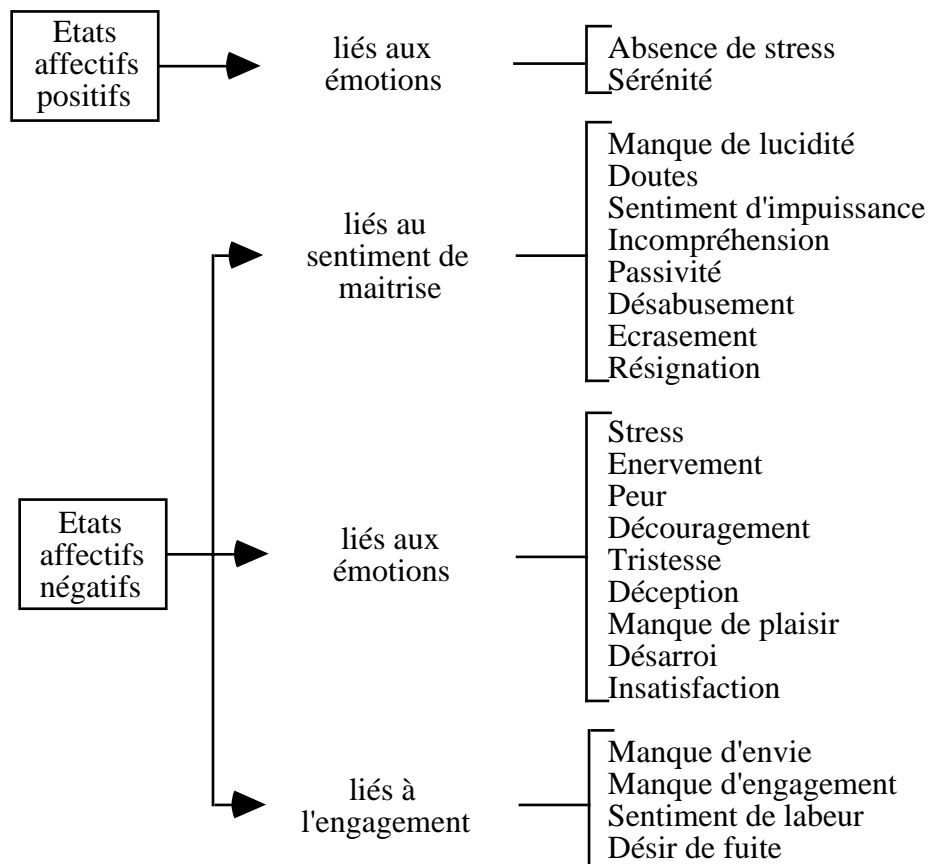 Etats
affectifs
positifs
liés aux
émotions
Absence de stress
Sérénité
liés au
sentiment de
maitrise
Manque de lucidité
Doutes
Sentiment d'impuissance
Incompréhension
Passivité
Désabusement
Ecrasement
Résignation
Etats
affectifs
négatifs
liés aux
émotions
Stress
Enervement
Peur
Découragement
Tristesse
Déception
Manque de plaisir
Désarroi
Insatisfaction
liés à
l'engagement
Manque d'envie
Manque d'engagement
Sentiment de labeur
Désir de fuite